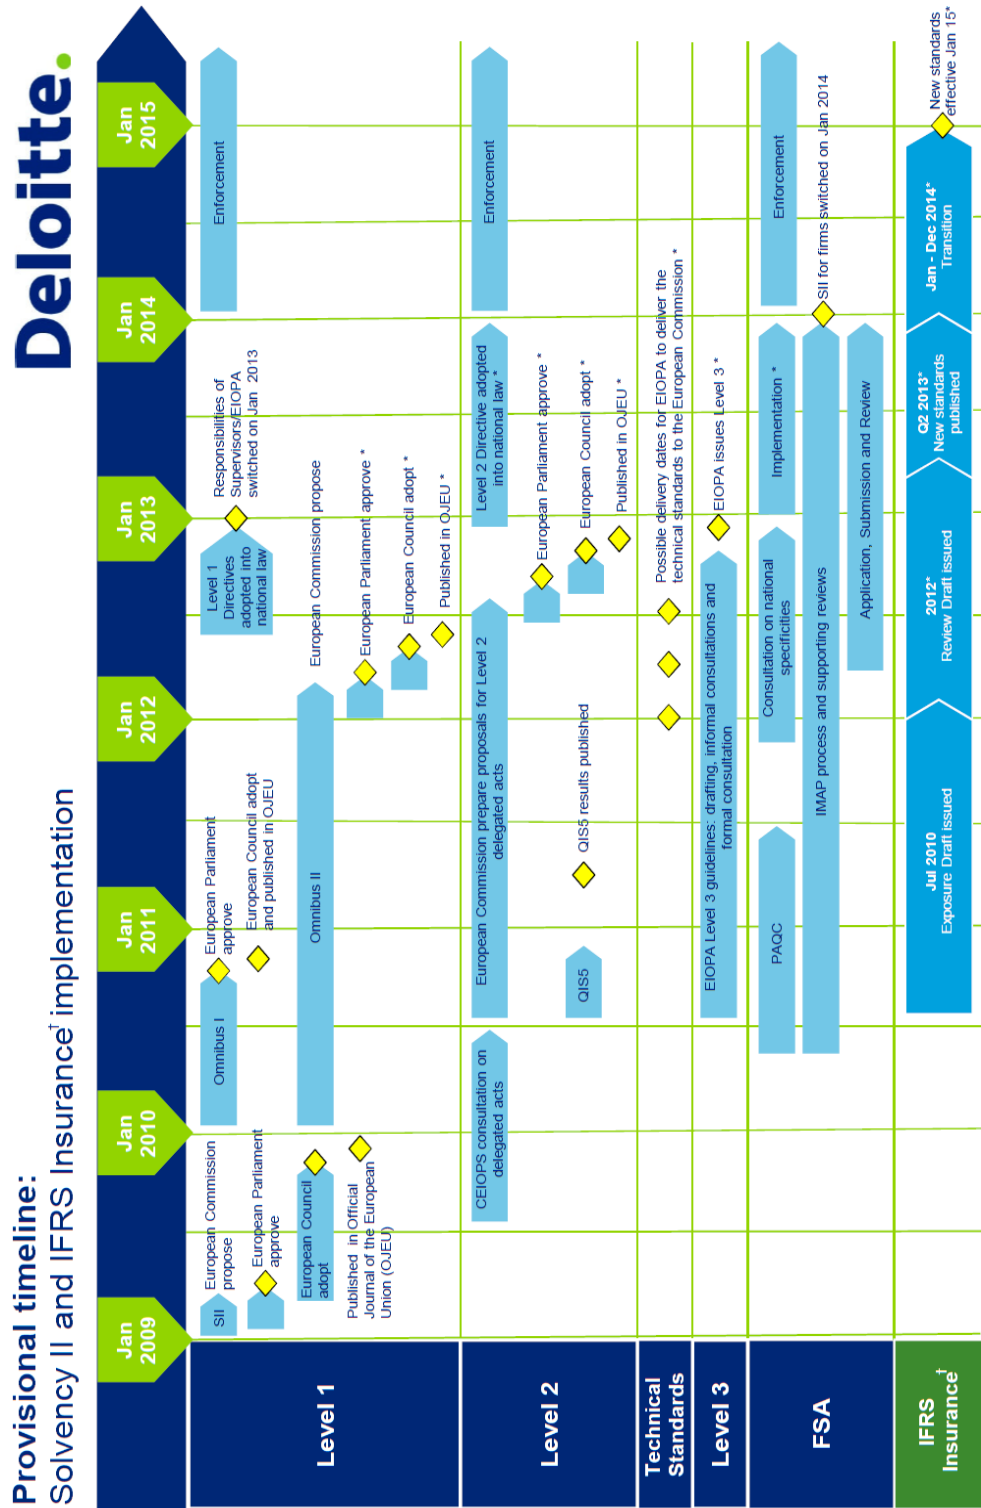 Provisional timeline:
Solvency II and IFRS Insurance† implementation
Deloitte.
Jan
2009
Jan
2010
Jan
2011
Jan
2012
Jan
2013
Jan
2014
Jan
2015
Level 1
SII
European Commission
propose
European Parliament
approve
European Council
adopt
Published in Official
Journal of the European
Union (OJEU)
Omnibus I
European Parliament
approve
European Council adopt
and published in OJEU
Omnibus II
European Commission propose
European Parliament approve *
European Council adopt *
Published in OJEU *
Level 1
Directives
adopted into
national law
Responsibilities of
Supervisors/EIOPA
switched on Jan 2013
Enforcement
Level 2
CEIOPS consultation on
delegated acts
European Commission prepare proposals for Level 2
delegated acts
QIS5
QIS5 results published
European Parliament approve *
European Council adopt *
Published in OJEU *
Level 2 Directive adopted
into national law *
Enforcement
Technical
Standards
Possible delivery dates for EIOPA to deliver the
technical standards to the European Commission *
Level 3
EIOPA Level 3 guidelines: drafting, informal consultations and
formal consultation
EIOPA issues Level 3 *
FSA
PAQC
Consultation on national
specificities
Implementation *
Enforcement
IMAP process and supporting reviews
SII for firms switched on Jan 2014
Application, Submission and Review
IFRS
Insurance†
Jul 2010
Exposure Draft issued
2012*
Review Draft issued
Q2 2013*
New standards
published
Jan - Dec 2014*
Transition
New standards
effective Jan 15*